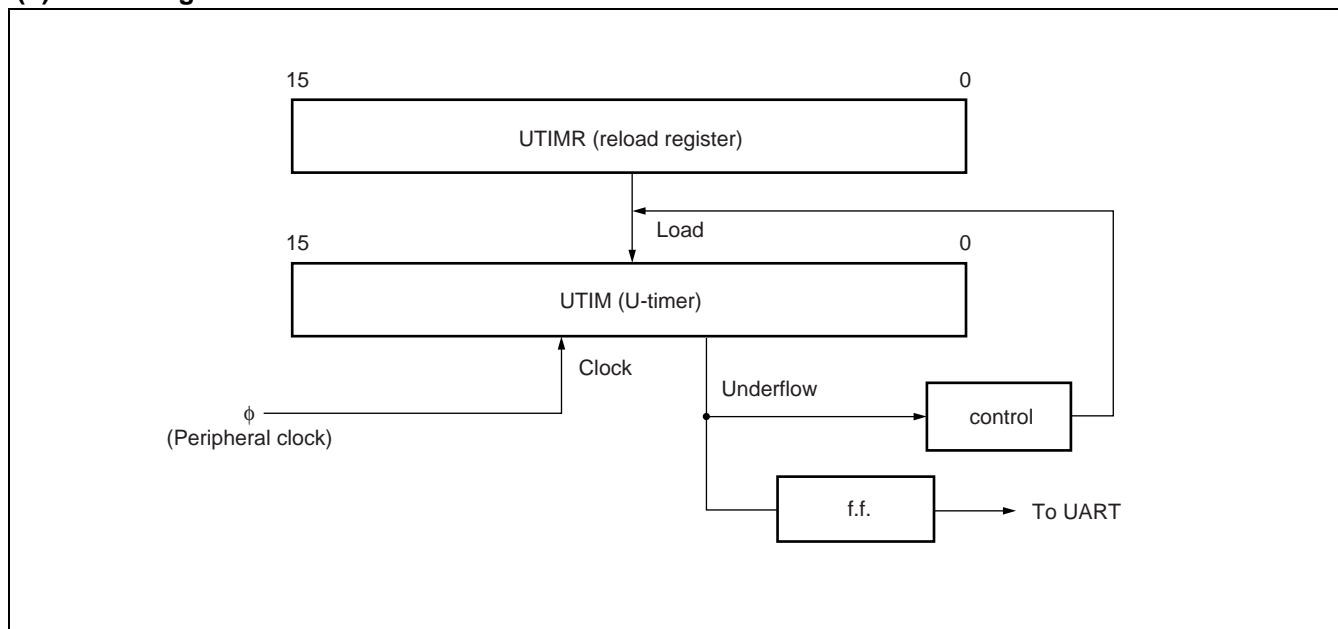 15 0
UTIMR (reload register)
Load
15 0
UTIM (U-timer)
Clock
Underflow
φ
(Peripheral clock)
control
f.f.
To UART